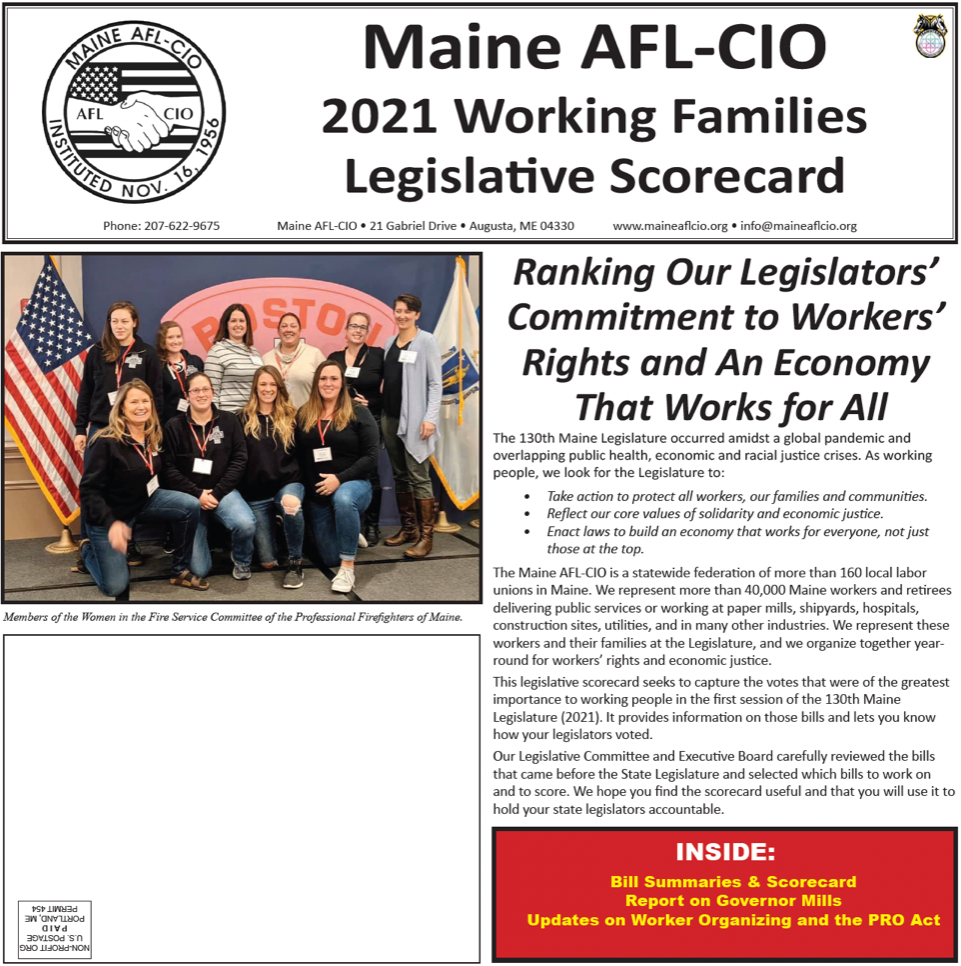 MAINE AFL-CIO
AFL CIO
INSTITUTED NOV. 16, 1956
Maine AFL-CIO
2021 Working Families
Legislative Scorecard
Phone: 207-622-9675 Maine AFL-CIO • 21 Gabriel Drive • Augusta, ME 04330 www.maineaflcio.org • info@maineaflcio.org
BOSTON
Members of the Women in the Fire Service Committee of the Professional Firefighters of Maine.
NON-PROFIT ORG
U.S. POSTAGE
PAID
PORTLAND, ME
PERMIT 454
Ranking Our Legislators’
Commitment to Workers’
Rights and An Economy
That Works for All
The 130th Maine Legislature occurred amidst a global pandemic and
overlapping public health, economic and racial justice crises. As working
people, we look for the Legislature to:
• Take action to protect all workers, our families and communities.
• Reflect our core values of solidarity and economic justice.
• Enact laws to build an economy that works for everyone, not just
those at the top.
The Maine AFL-CIO is a statewide federation of more than 160 local labor
unions in Maine. We represent more than 40,000 Maine workers and retirees
delivering public services or working at paper mills, shipyards, hospitals,
construction sites, utilities, and in many other industries. We represent these
workers and their families at the Legislature, and we organize together year-
round for workers’ rights and economic justice.
This legislative scorecard seeks to capture the votes that were of the greatest
importance to working people in the first session of the 130th Maine
Legislature (2021). It provides information on those bills and lets you know
how your legislators voted.
Our Legislative Committee and Executive Board carefully reviewed the bills
that came before the State Legislature and selected which bills to work on
and to score. We hope you find the scorecard useful and that you will use it to
hold your state legislators accountable.
INSIDE:
Bill Summaries & Scorecard
Report on Governor Mills
Updates on Worker Organizing and the PRO Act